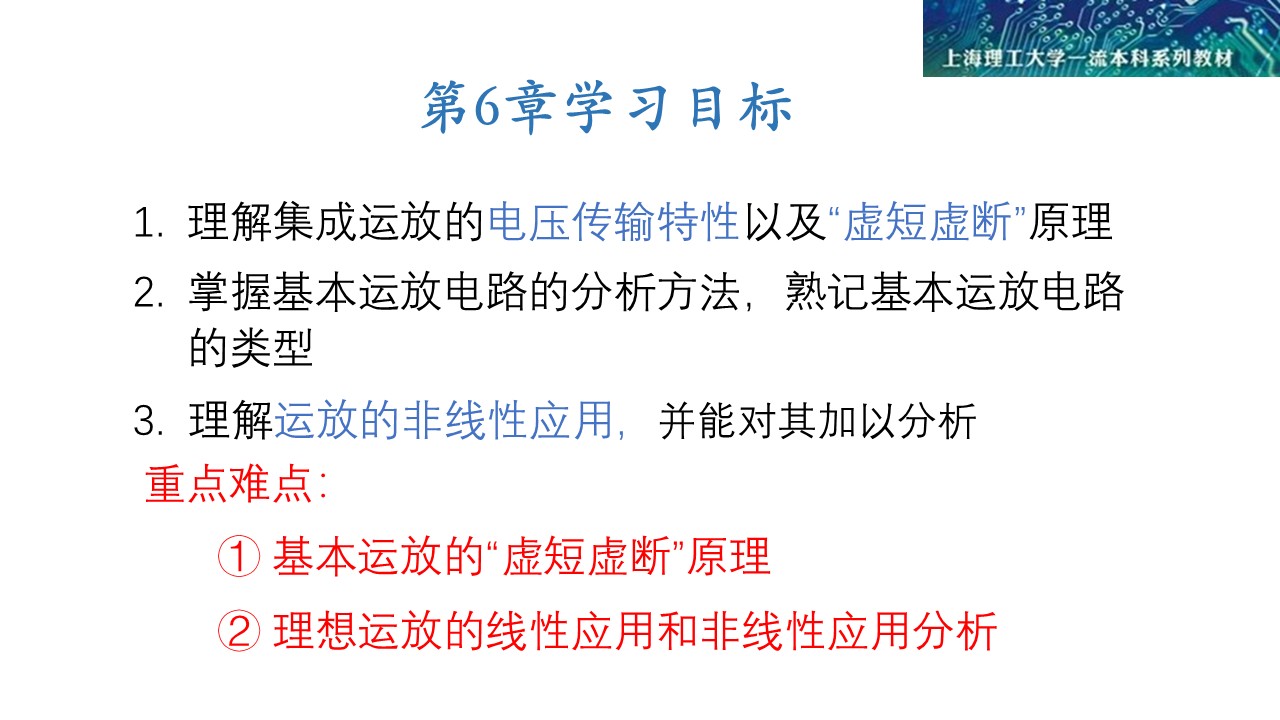 上海理工大学一流本科系列教材
第6章学习目标
1. 理解集成运放的电压传输特性以及“虚短虚断”原理
2. 掌握基本运放电路的分析方法，熟记基本运放电路
的类型
3. 理解运放的非线性应用，并能对其加以分析
重点难点：
① 基本运放的“虚短虚断”原理
② 理想运放的线性应用和非线性应用分析